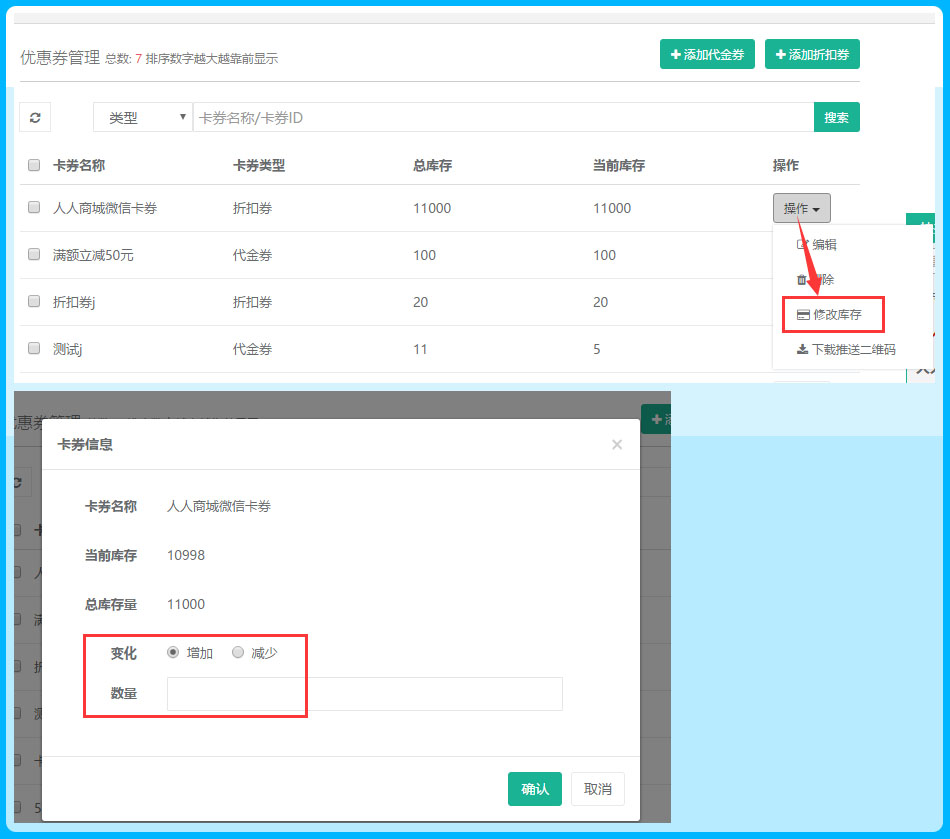 优惠券管理 总数: 7 排序数字越大越靠前显示
添加代金券 添加折扣券
类型 卡券名称/卡券ID 搜索
卡券名称 卡券类型 总库存 当前库存 操作
人人商城微信卡券 折扣券 11000 11000 操作
满额立减50元 代金券 100 100
编辑
折扣券j 折扣券 20 20
修改库存
测试j 代金券 11 5
下载推送二维码
卡券信息 ×
卡券名称 人人商城微信卡券
当前库存 10998
总库存量 11000
变化 增加 减少
数量
确认 取消